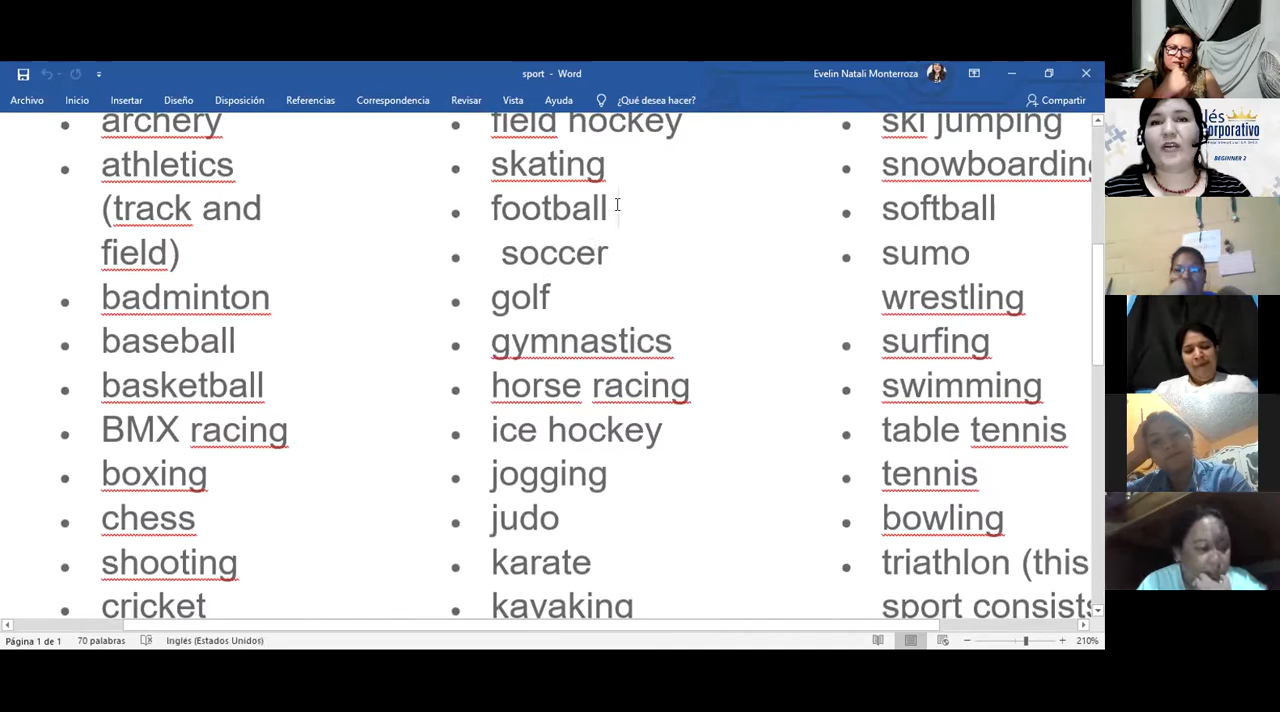 sport - Word
Evelin Natali Monterroza
Archivo Inicio Insertar Diseño Disposición Referencias Correspondencia Revisar Vista Ayuda ¿Qué desea hacer? Compartir
• archery
• athletics
(track and
field)
• badminton
• baseball
• basketball
• BMX racing
• boxing
• chess
• shooting
• cricket
• field hockey
• skating
• football
• soccer
• golf
• gymnastics
• horse racing
• ice hockey
• jogging
• judo
• karate
• kayaking
• ski jumping
• snowboarding
• softball
• sumo
wrestling
• surfing
• swimming
• table tennis
• tennis
• bowling
• triathlon (this
sport consists
Página 1 de 1 70 palabras Inglés (Estados Unidos) 210%
BEGINNER 2